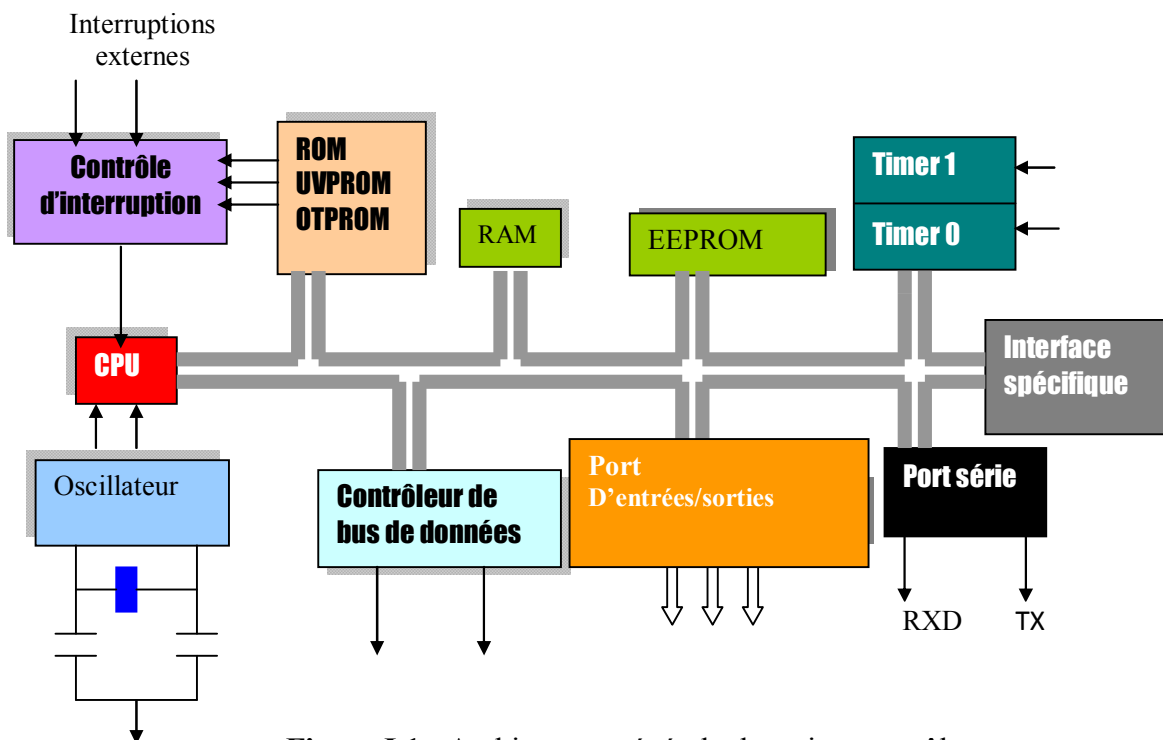 Interruptions
externes
Contrôle
d'interruption
ROM
UVPROM
OTPROM
RAM
EEPROM
Timer 1
Timer 0
CPU
Interface
spécifique
Oscillateur
Contrôleur de
bus de données
Port
D'entrées/sorties
Port série
RXD
TX